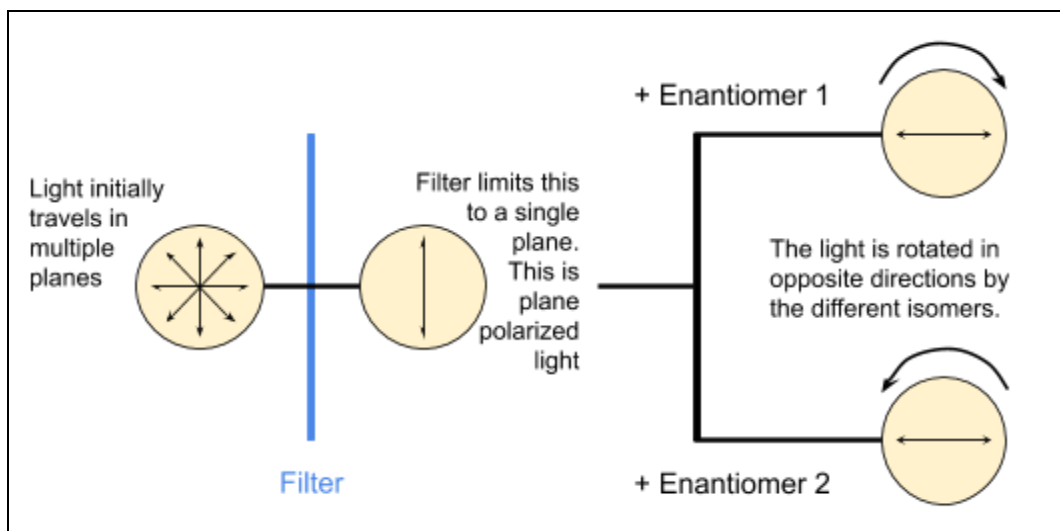 Light initially
travels in
multiple
planes
Filter
Filter limits this
to a single
plane.
This is
plane
polarized
light
+ Enantiomer 1
The light is rotated in
opposite directions by
the different isomers.
+ Enantiomer 2